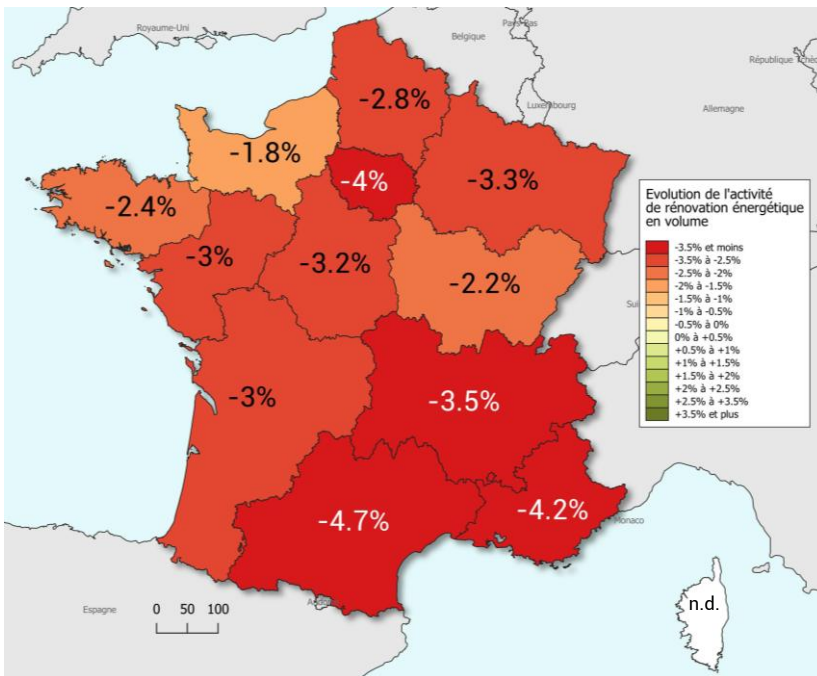 Royaume-Uni
Pays-Bas
Belgique
République Tchè
Luxembourg
Allemagne
-2.8%
-1.8%
-4%
-3.3%
-2.4%
-3%
-3.2%
-2.2%
Sui
-3%
-3.5%
-4.7%
-4.2%
Monaco
Espagne
0 50 100
n.d.
Evolution de l'activité
de rénovation énergétique
en volume
-3.5% et moins
-3.5% à -2.5%
-2.5% à -2%
-2% à -1.5%
-1.5% à -1%
-1% à -0.5%
-0.5% à 0%
0% à +0.5%
+0.5% à +1%
+1% à +1.5%
+1.5% à +2%
+2% à +2.5%
+2.5% à +3.5%
+3.5% et plus